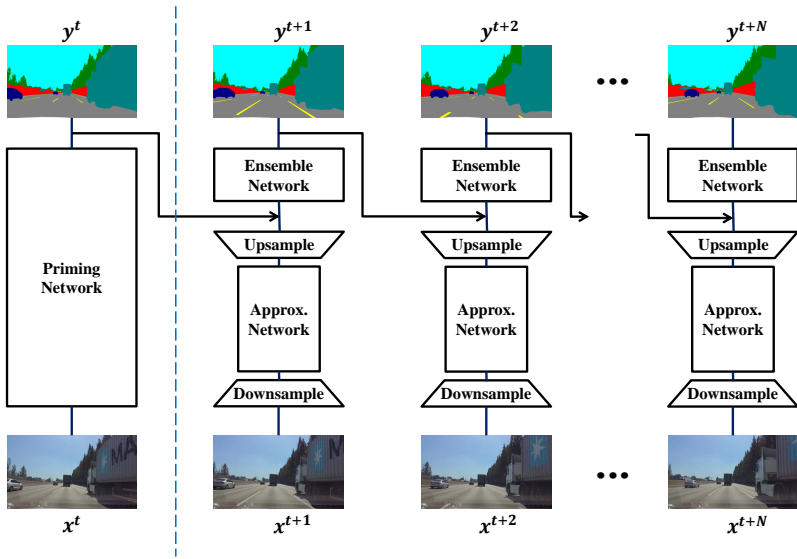 y^t
y^{t+1}
y^{t+2}
y^{t+N}
•••
Ensemble
Network
Ensemble
Network
Ensemble
Network
Priming
Network
Upsample
Upsample
Upsample
Approx.
Network
Approx.
Network
Approx.
Network
Downsample
Downsample
Downsample
MA
•••
x^t
x^{t+1}
x^{t+2}
x^{t+N}